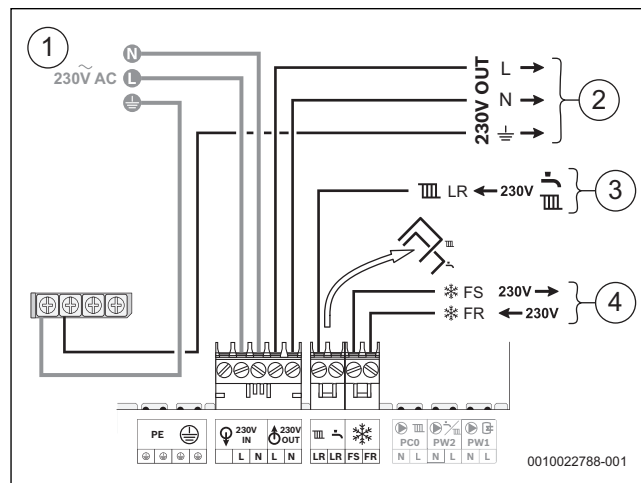 1
N
230V AC
L
230V OUT
L
N
2
LR
230V
3
FS
230V
FR
230V
4
PE
230V IN
L N
230V OUT
L N
LR LR
FS FR
PC0
N L
PW2
N L
PW1
N L
0010022788-001